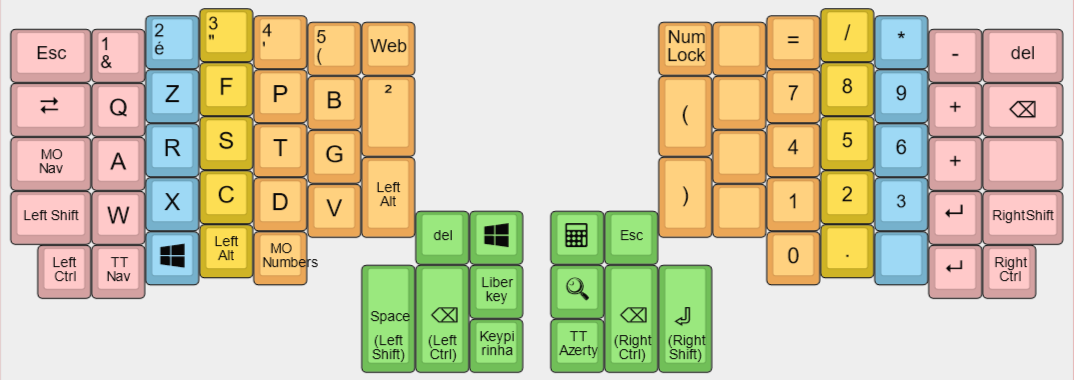 Esc
1
&
2
é
3
"
4
'
5
(
Web
Num
Lock
=
/
*
-
del
Q
Z
F
P
B
²
(
7
8
9
+
MO
Nav
A
R
S
T
G
4
5
6
+
Left Shift
W
X
C
D
V
Left
Alt
)
1
2
3
RightShift
Left
Ctrl
TT
Nav
Left
Alt
MO
Numbers
0
.
Right
Ctrl
del
Esc
Space
(Left
Shift)
(Left
Ctrl)
Liber
key
Keypi
rinha
TT
Azerty
(Right
Ctrl)
(Right
Shift)